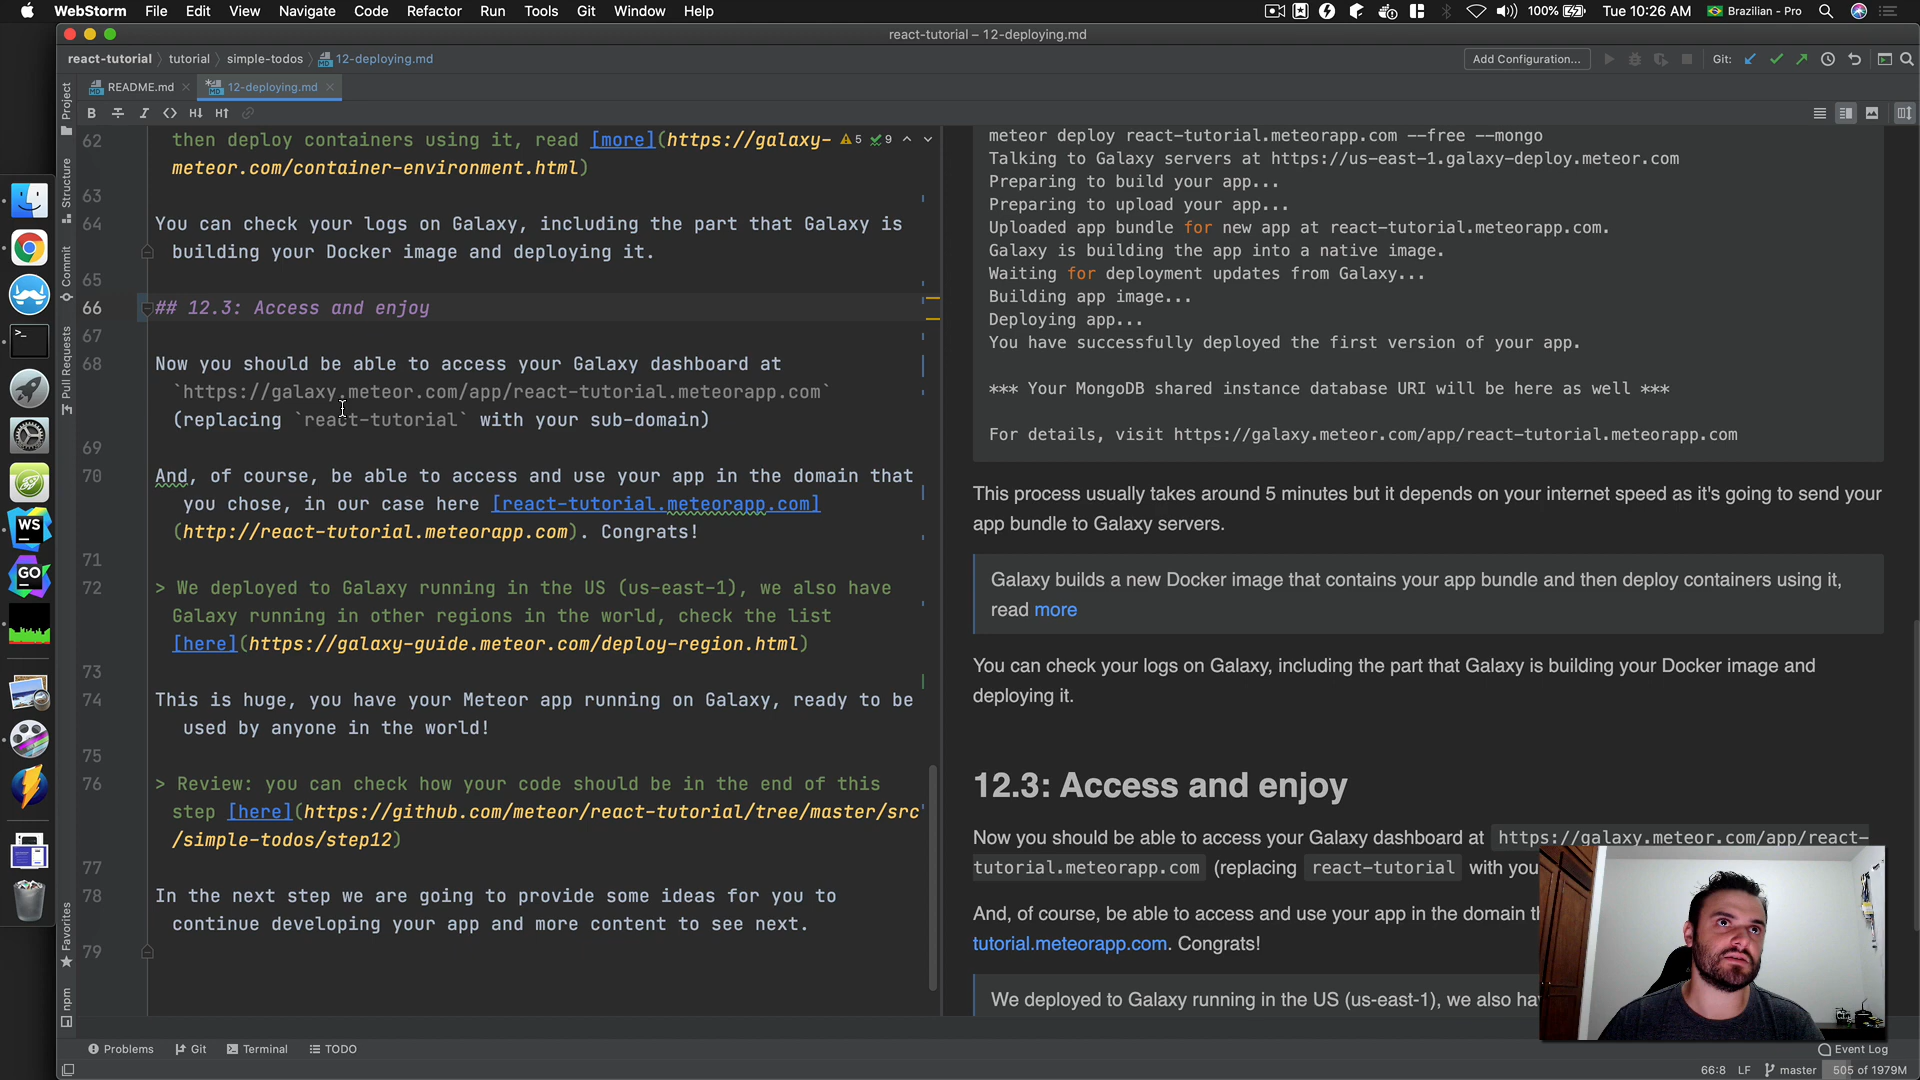 WebStorm File Edit View Navigate Code Refactor Run Tools Git Window Help 100% Tue 10:26 AM Brazilian - Pro
react-tutorial – 12-deploying.md
react-tutorial tutorial simple-todos 12-deploying.md Add Configuration... Git:
README.md 12-deploying.md
Project
Structure
Commit
Pull Requests
Favorites
npm
62 then deploy containers using it, read [more](https://galaxy- 5 9
meteor.com/container-environment.html)
63
64 You can check your logs on Galaxy, including the part that Galaxy is
building your Docker image and deploying it.
65
66 ## 12.3: Access and enjoy
67
68 Now you should be able to access your Galaxy dashboard at
`https://galaxy.meteor.com/app/react-tutorial.meteorapp.com`
(replacing `react-tutorial` with your sub-domain)
69
70 And, of course, be able to access and use your app in the domain that
you chose, in our case here [react-tutorial.meteorapp.com]
(http://react-tutorial.meteorapp.com). Congrats!
71
72 > We deployed to Galaxy running in the US (us-east-1), we also have
Galaxy running in other regions in the world, check the list
[here](https://galaxy-guide.meteor.com/deploy-region.html)
73
74 This is huge, you have your Meteor app running on Galaxy, ready to be
used by anyone in the world!
75
76 > Review: you can check how your code should be in the end of this
step [here](https://github.com/meteor/react-tutorial/tree/master/src
/simple-todos/step12)
77
78 In the next step we are going to provide some ideas for you to
continue developing your app and more content to see next.
79
meteor deploy react-tutorial.meteorapp.com --free --mongo
Talking to Galaxy servers at https://us-east-1.galaxy-deploy.meteor.com
Preparing to build your app...
Preparing to upload your app...
Uploaded app bundle for new app at react-tutorial.meteorapp.com.
Galaxy is building the app into a native image.
Waiting for deployment updates from Galaxy...
Building app image...
Deploying app...
You have successfully deployed the first version of your app.
*** Your MongoDB shared instance database URI will be here as well ***
For details, visit https://galaxy.meteor.com/app/react-tutorial.meteorapp.com
This process usually takes around 5 minutes but it depends on your internet speed as it's going to send your
app bundle to Galaxy servers.
Galaxy builds a new Docker image that contains your app bundle and then deploy containers using it,
read more
You can check your logs on Galaxy, including the part that Galaxy is building your Docker image and
deploying it.
12.3: Access and enjoy
Now you should be able to access your Galaxy dashboard at https://galaxy.meteor.com/app/react-
tutorial.meteorapp.com (replacing react-tutorial with you
And, of course, be able to access and use your app in the domain
tutorial.meteorapp.com. Congrats!
We deployed to Galaxy running in the US (us-east-1), we also
WS
GO
Problems Git Terminal TODO Event Log
66:8 LF master 505 of 1979M